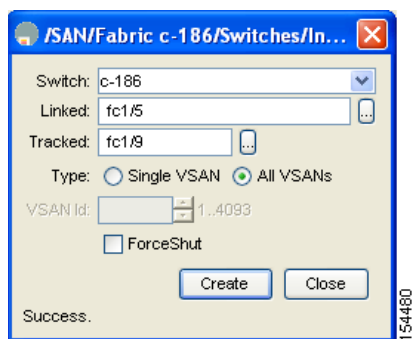 /SAN/Fabric c-186/Switches/In...
Switch: c-186
Linked: fc1/5 ...
Tracked: fc1/9 ...
Type: Single VSAN All VSANs
VSAN Id: 1..4093
ForceShut
Create Close
Success.
154480